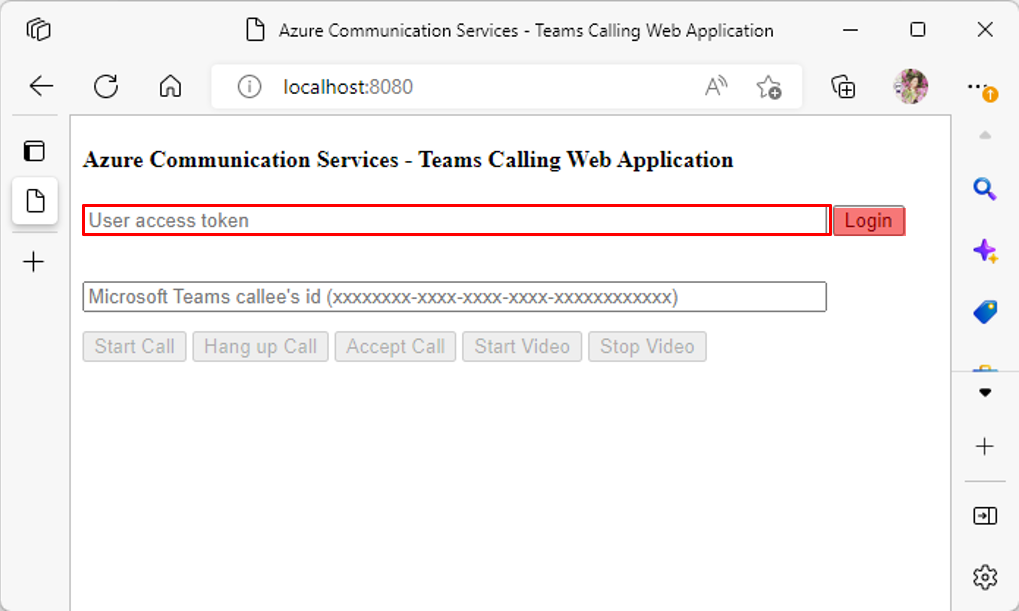 Azure Communication Services - Teams Calling Web Application
localhost:8080
Azure Communication Services - Teams Calling Web Application
User access token Login
Microsoft Teams callee's id (xxxxxxxx-xxxx-xxxx-xxxx-xxxxxxxxxxxx)
Start Call Hang up Call Accept Call Start Video Stop Video